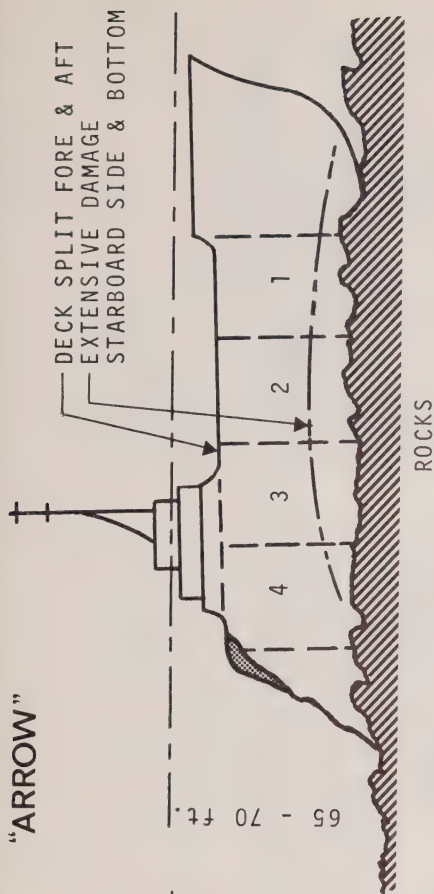 "ARROW"
DECK SPLIT FORE & AFT
EXTENSIVE DAMAGE
STARBOARD SIDE & BOTTOM
65 - 70 ft.
4
3
2
1
ROCKS